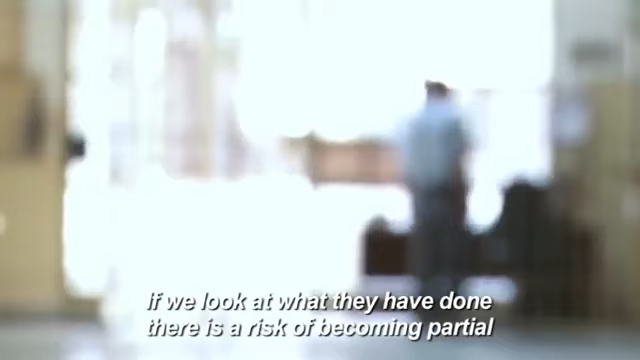 If we look at what they have done
there is a risk of becoming partial